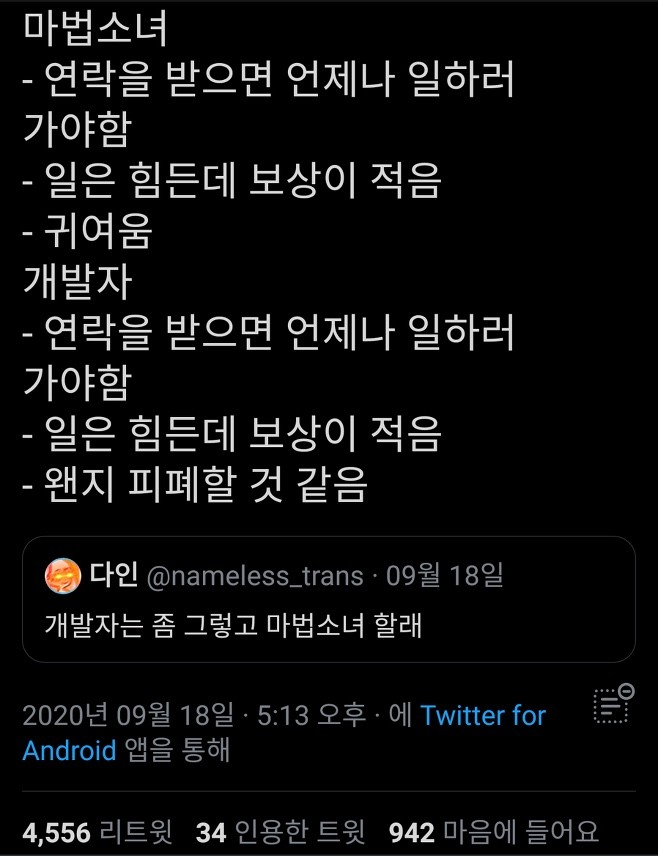 마법소녀
- 연락을 받으면 언제나 일하러
가야함
- 일은 힘든데 보상이 적음
- 귀여움
개발자
- 연락을 받으면 언제나 일하러
가야함
- 일은 힘든데 보상이 적음
- 왠지 피폐할 것 같음
다인 @nameless_trans · 09월 18일
개발자는 좀 그렇고 마법소녀 할래
2020년 09월 18일 · 5:13 오후 · 에 Twitter for
Android 앱을 통해
4,556 리트윗 34 인용한 트윗 942 마음에 들어요